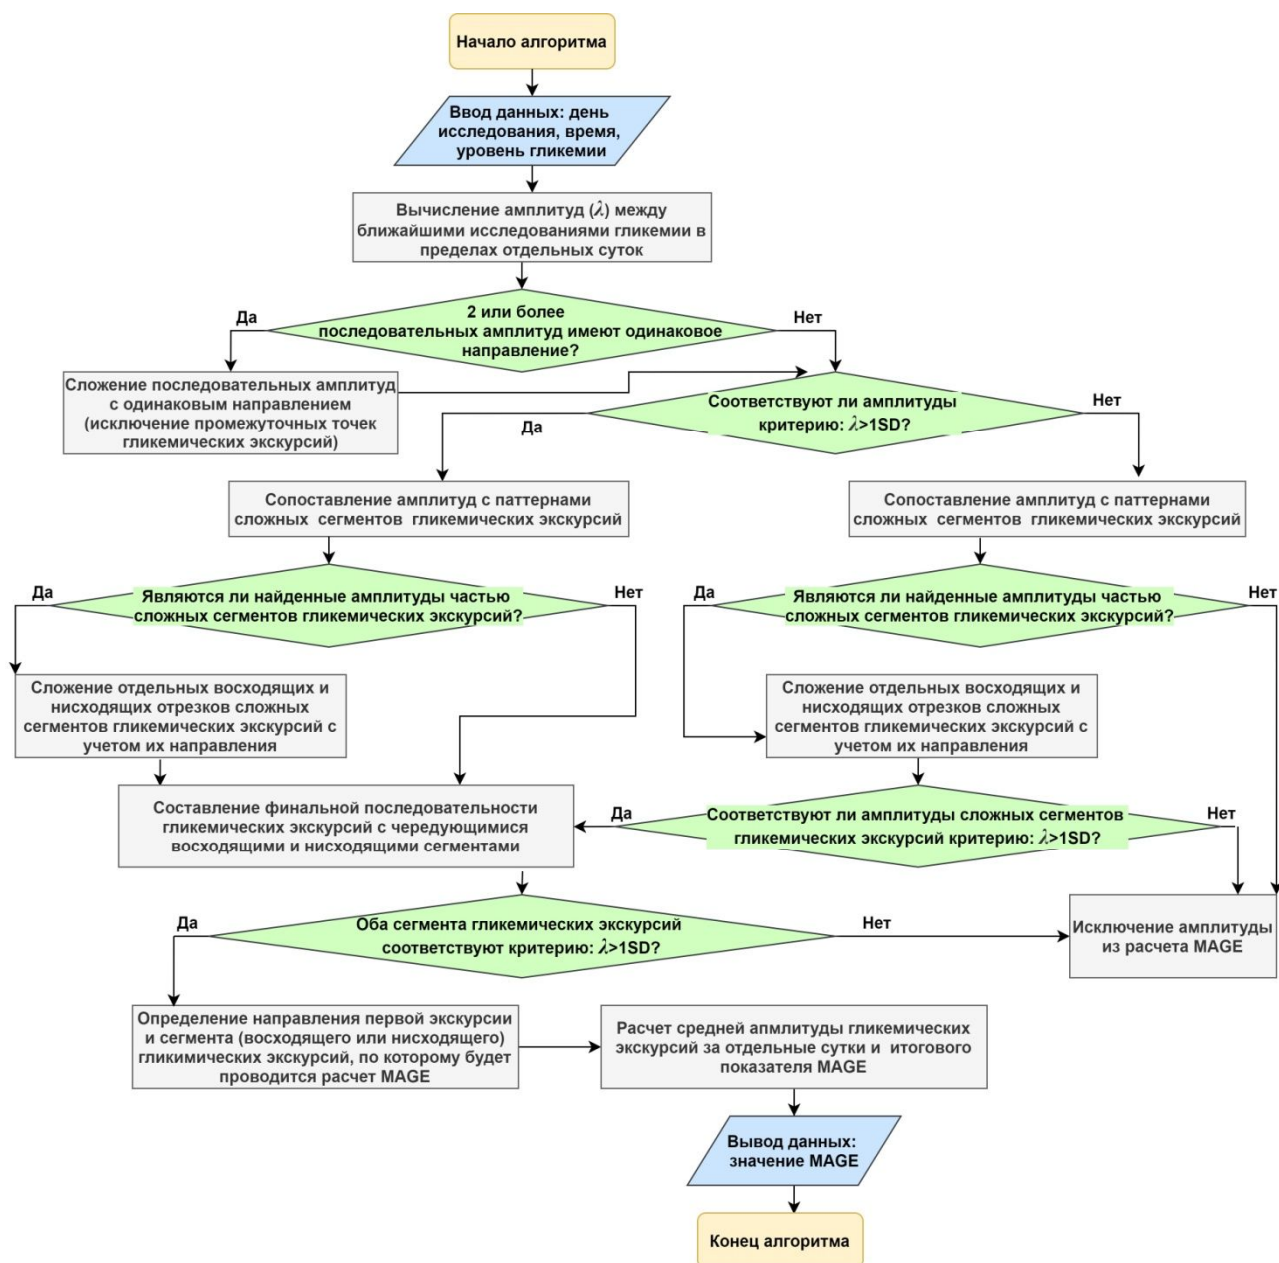 Начало алгоритма
Ввод данных: день
исследования, время,
уровень гликемии
Вычисление амплитуд (λ) между
ближайшими исследованиями гликемии в
пределах отдельных суток
2 или более
последовательных амплитуд имеют одинаковое
направление?
Да
Нет
Сложение последовательных амплитуд
с одинаковым направлением
(исключение промежуточных точек
гликемических экскурсий)
Соответствуют ли амплитуды
критерию: λ>1SD?
Да
Нет
Сопоставление амплитуд с паттернами
сложных сегментов гликемических экскурсий
Сопоставление амплитуд с паттернами
сложных сегментов гликемических экскурсий
Да
Являются ли найденные амплитуды частью
сложных сегментов гликемических экскурсий?
Нет
Да
Являются ли найденные амплитуды частью
сложных сегментов гликемических экскурсий?
Нет
Сложение отдельных восходящих и
нисходящих отрезков сложных
сегментов гликемических экскурсий с
учетом их направления
Сложение отдельных восходящих и
нисходящих отрезков сложных
сегментов гликемических экскурсий с
учетом их направления
Составление финальной последовательности
гликемических экскурсий с чередующимися
восходящими и нисходящими сегментами
Да
Соответствуют ли амплитуды сложных сегментов
гликемических экскурсий критерию: λ>1SD?
Нет
Да
Оба сегмента гликемических экскурсий
соответствуют критерию: λ>1SD?
Нет
Исключение амплитуды
из расчета MAGE
Определение направления первой экскурсии
и сегмента (восходящего или нисходящего)
гликимических экскурсий, по которому будет
проводится расчет MAGE
Расчет средней апмлитуды гликемических
экскурсий за отдельные сутки и итогового
показателя MAGE
Вывод данных:
значение MAGE
Конец алгоритма